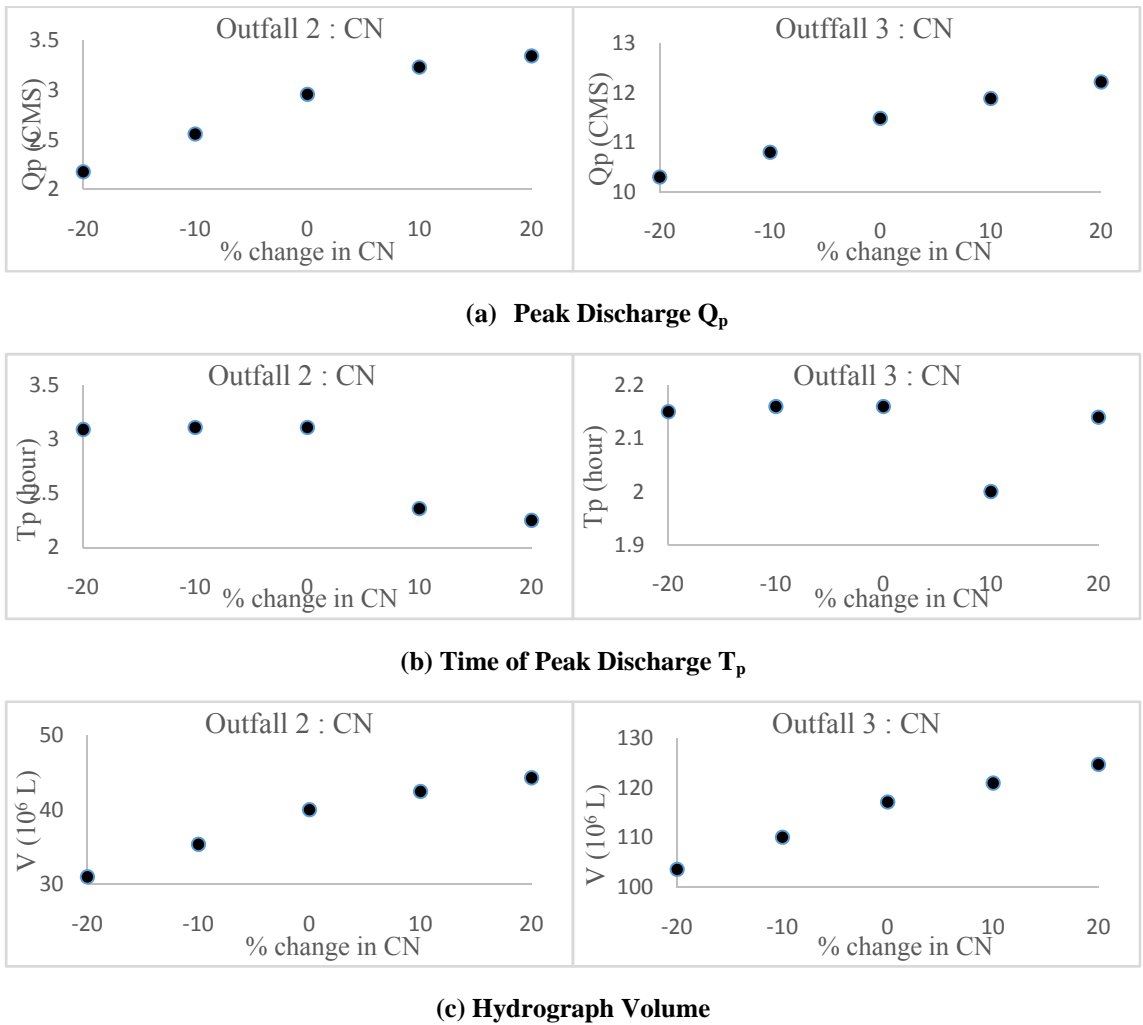 Outfall 2 : CN
3.5
3
2.5
2
Qp (CMS)
-20 -10 0 10 20
% change in CN
Outffall 3 : CN
13
12
11
10
Qp (CMS)
-20 -10 0 10 20
% change in CN
(a) Peak Discharge Qp
Outfall 2 : CN
3.5
3
2.5
2
Tp (hour)
-20 -10 0 10 20
% change in CN
Outfall 3 : CN
2.2
2.1
2
1.9
Tp (hour)
-20 -10 0 10 20
% change in CN
(b) Time of Peak Discharge Tp
Outfall 2 : CN
50
40
30
V (10⁶ L)
-20 -10 0 10 20
% change in CN
Outfall 3 : CN
130
120
110
100
V (10⁶ L)
-20 -10 0 10 20
% change in CN
(c) Hydrograph Volume